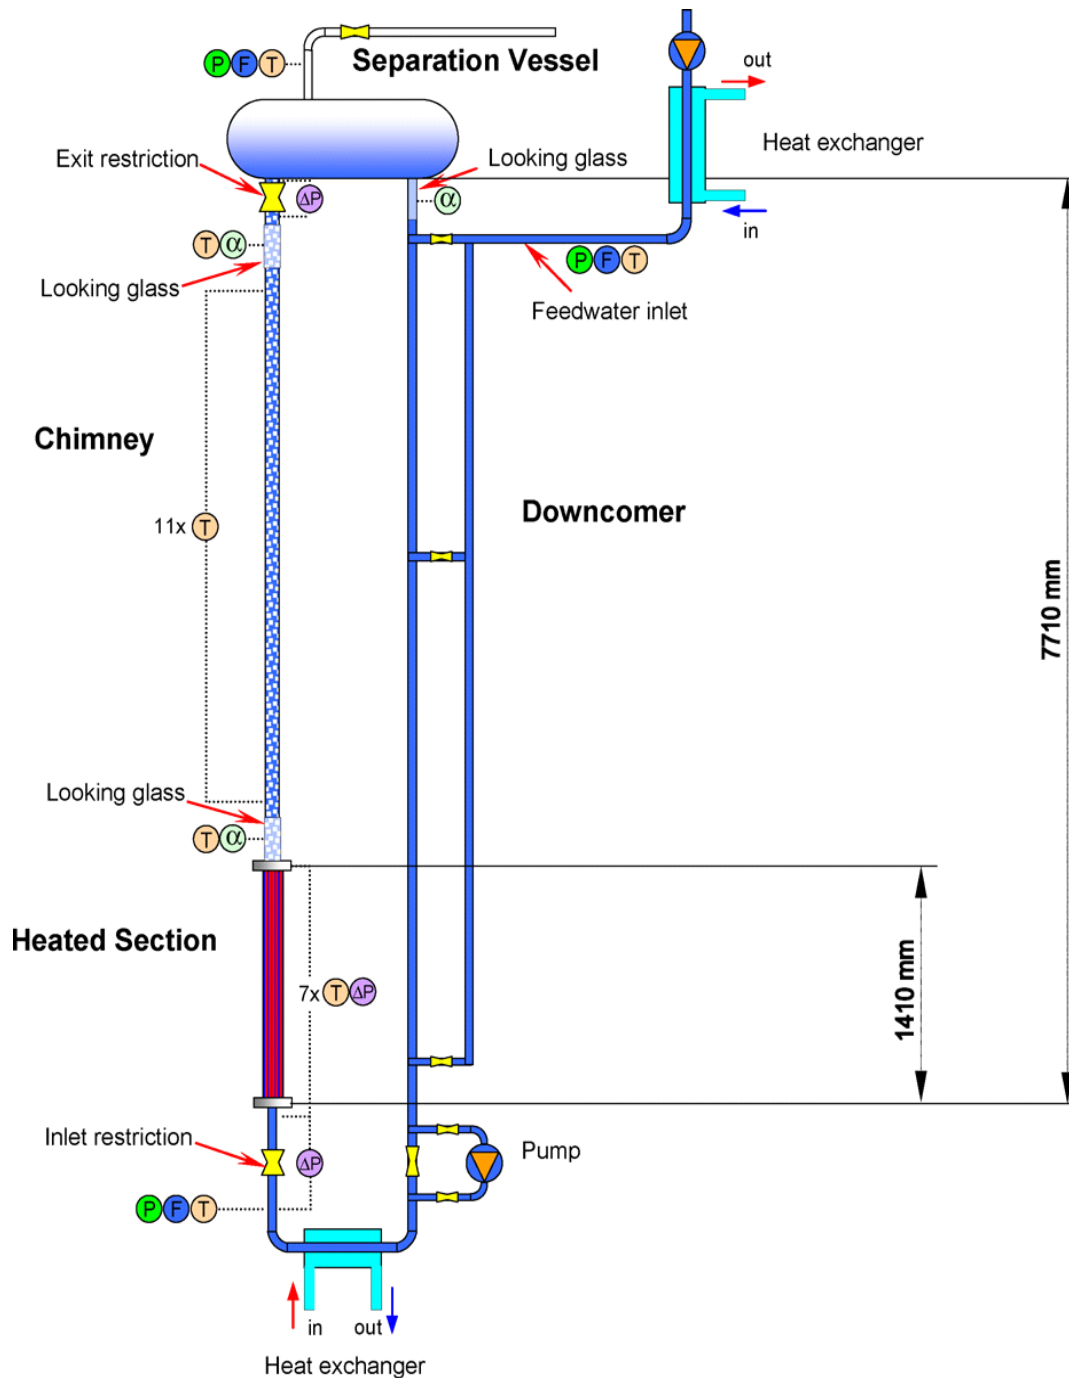 P F T
Separation Vessel
out
Heat exchanger
in
Exit restriction
ΔP
Looking glass
α
T α
Looking glass
P F T
Feedwater inlet
Chimney
11x T
Downcomer
7710 mm
Looking glass
T α
Heated Section
7x T ΔP
1410 mm
Inlet restriction
ΔP
Pump
P F T
in out
Heat exchanger